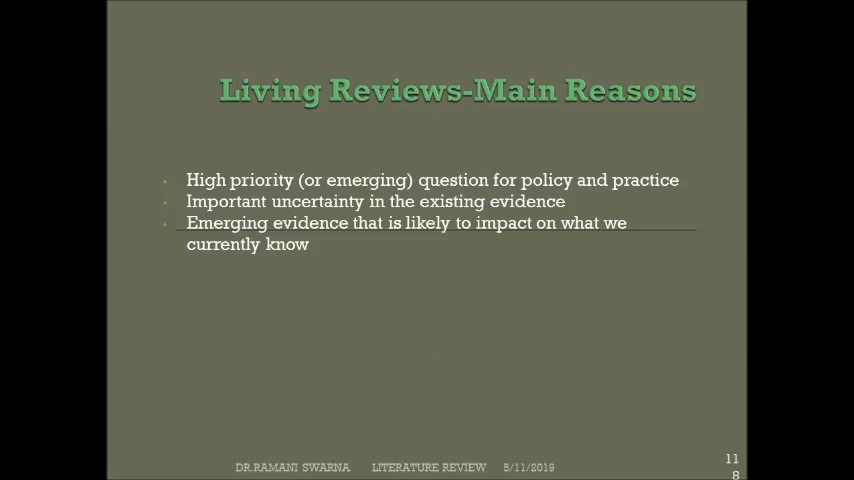 Living Reviews-Main Reasons
High priority (or emerging) question for policy and practice
Important uncertainty in the existing evidence
Emerging evidence that is likely to impact on what we
currently know
DR.RAMANI SWARNA LITERATURE REVIEW 5/11/2019
11
8